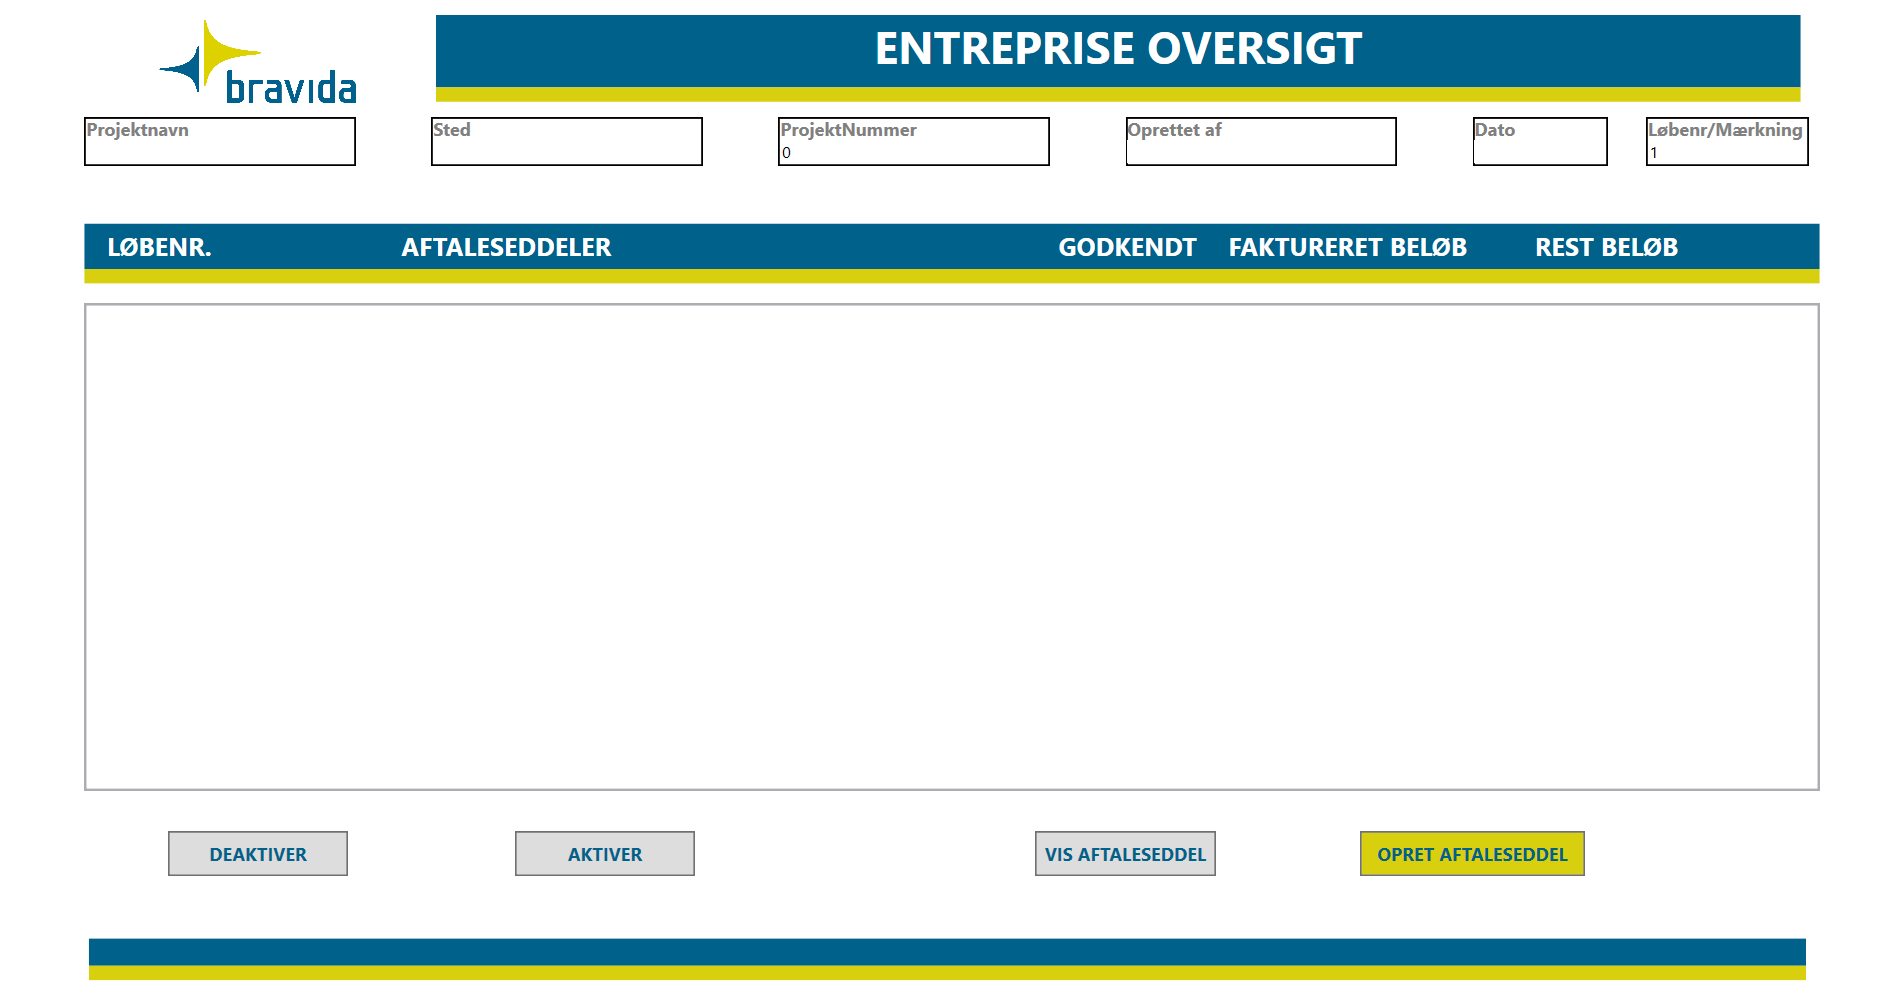 bravida
ENTREPRISE OVERSIGT
Projektnavn
Sted
ProjektNummer
0
Oprettet af
Dato
Løbenr/Mærkning
1
LØBENR. AFTALESEDDELER GODKENDT FAKTURERET BELØB REST BELØB
DEAKTIVER
AKTIVER
VIS AFTALESEDDEL
OPRET AFTALESEDDEL